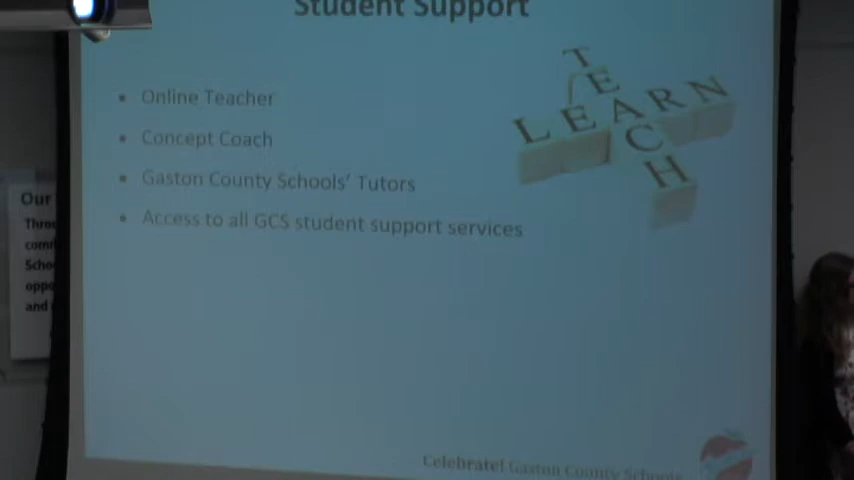 Student Support
Online Teacher
Concept Coach
Gaston County Schools' Tutors
Access to all GCS student support services
TEACH
LEARN
Our
and
Celebrate! Gaston County Schools